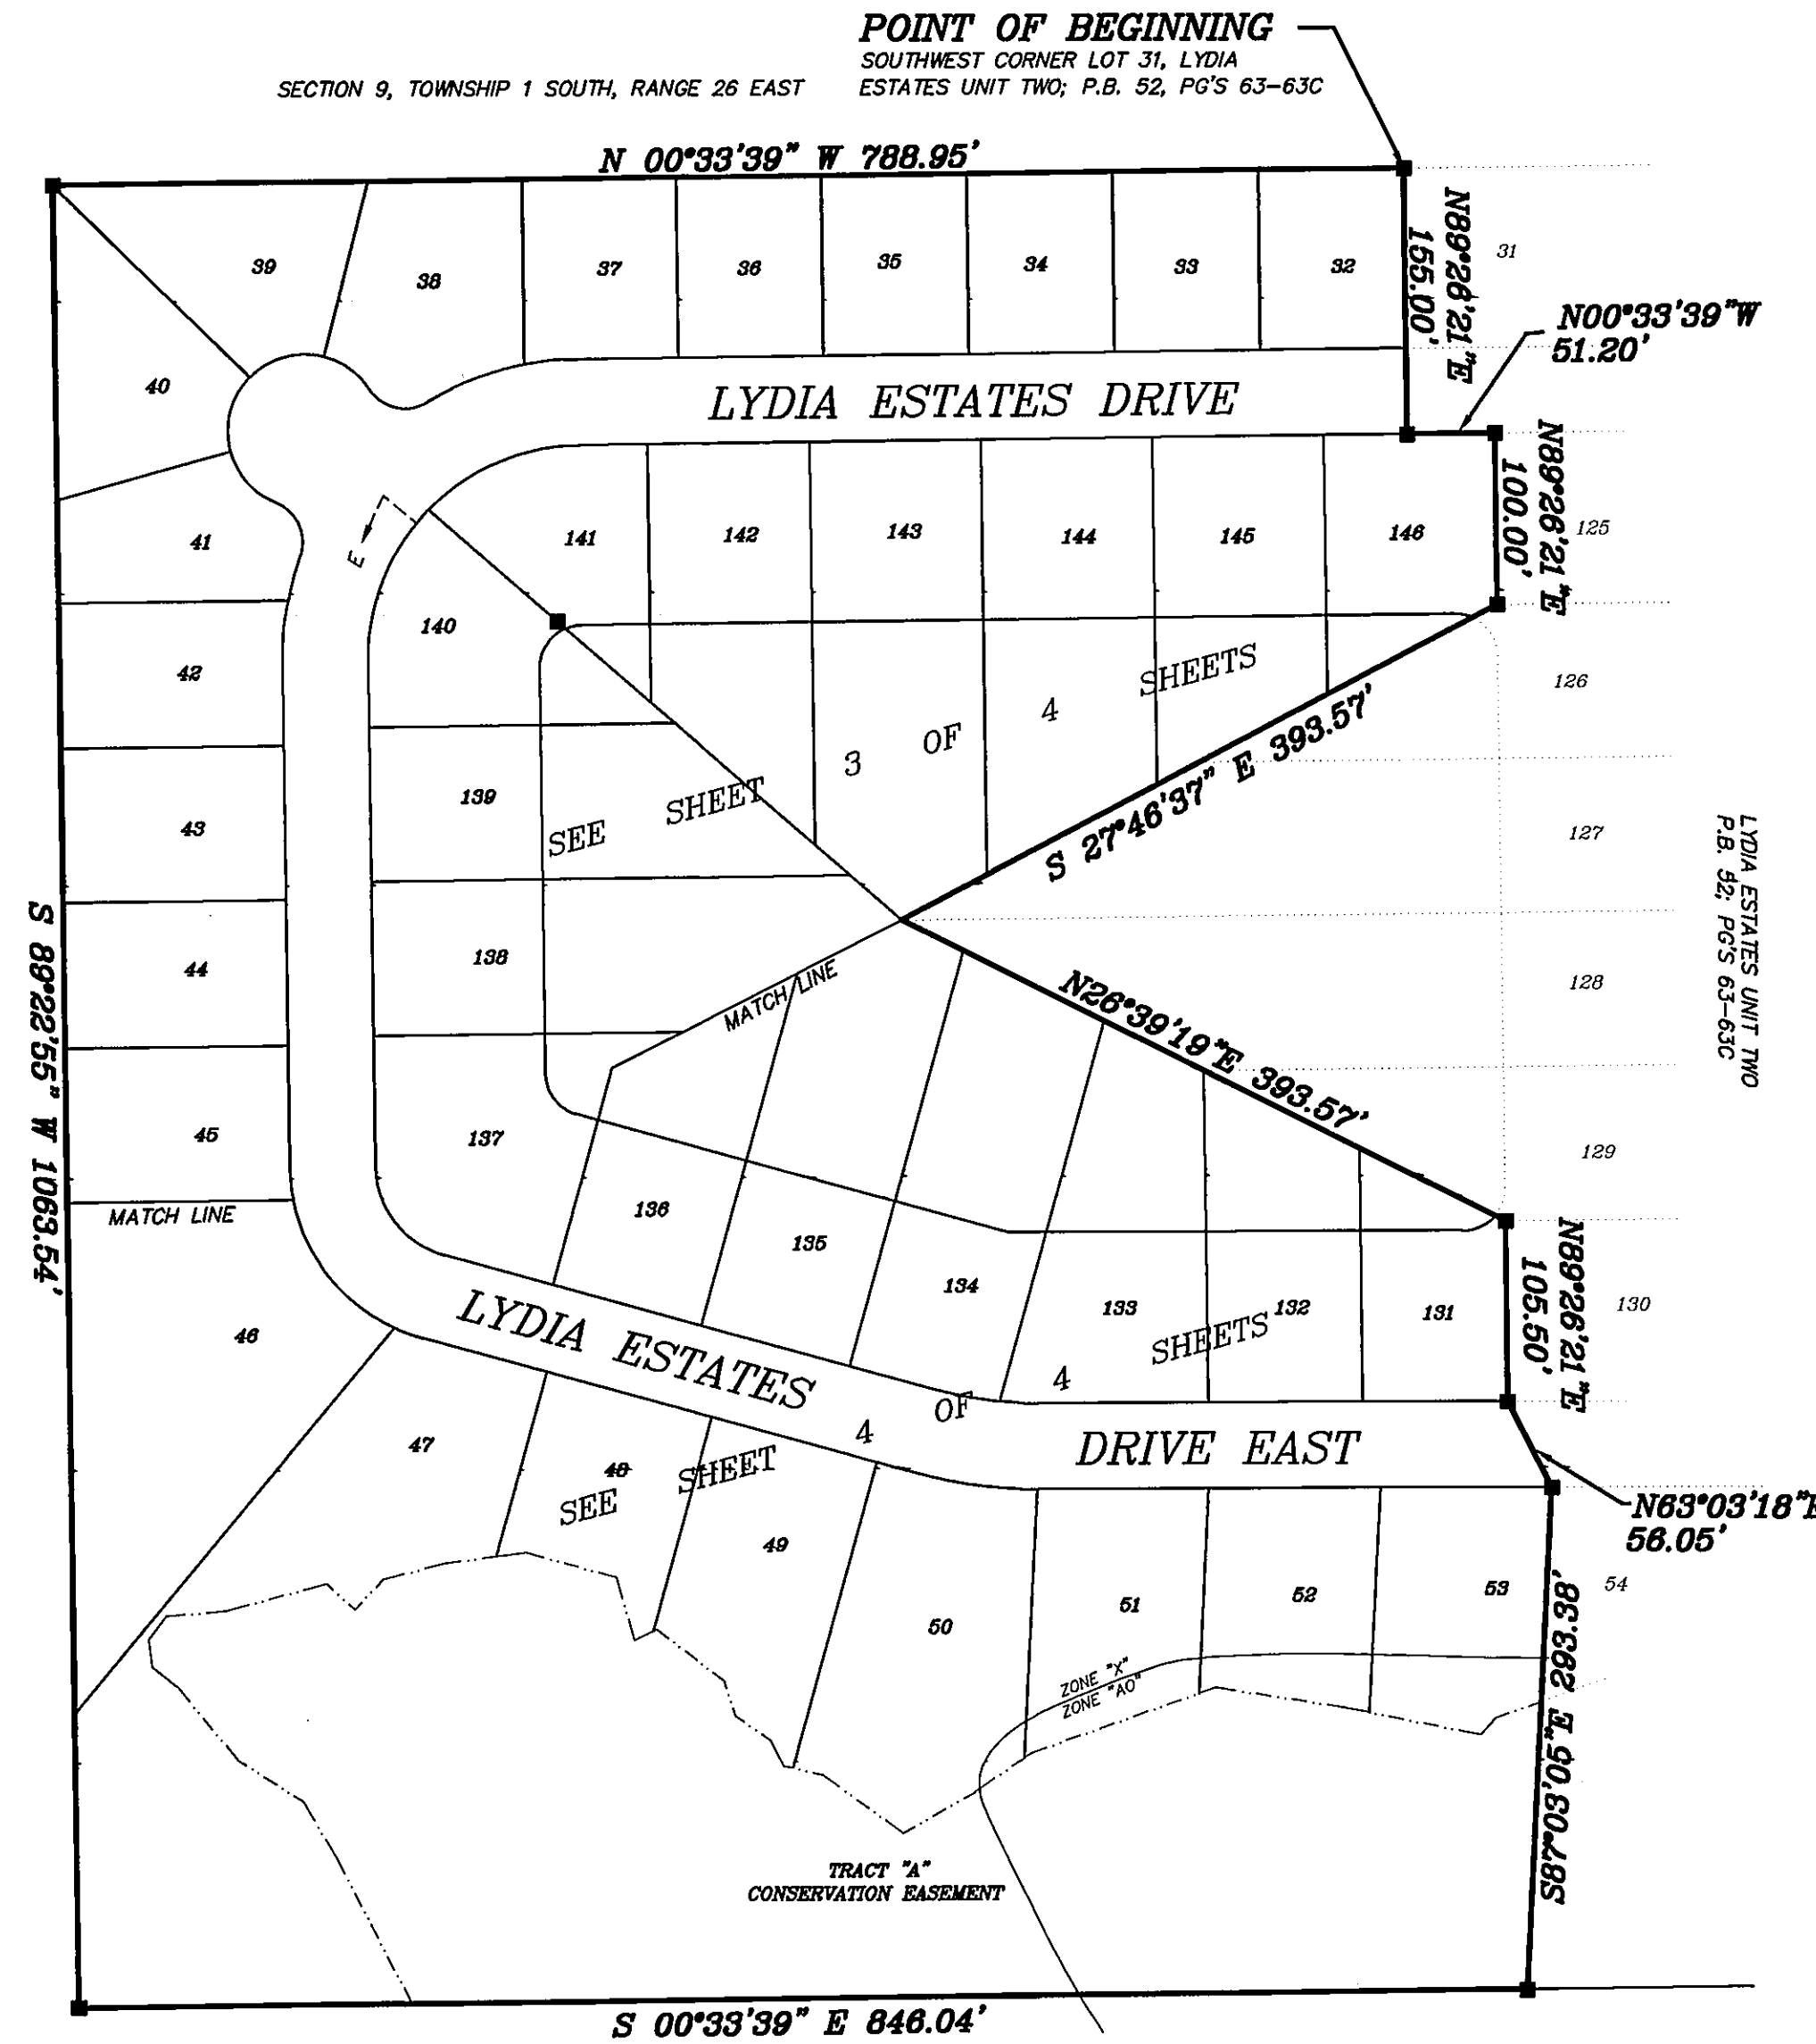 POINT OF BEGINNING
SOUTHWEST CORNER LOT 31, LYDIA
ESTATES UNIT TWO; P.B. 52, PG'S 63-63C
SECTION 9, TOWNSHIP 1 SOUTH, RANGE 26 EAST
N 00°33'39" W 788.95'
N89°26'21"E
155.00'
31
N00°33'39"W
51.20'
39
38
37
36
35
34
33
32
LYDIA ESTATES DRIVE
40
41
E
141
142
143
144
145
146
N89°26'21"E
100.00'
125
140
42
126
SEE SHEET 3 OF 4 SHEETS
S 27°46'37" E 393.57'
139
43
127
LYDIA ESTATES UNIT TWO
P.B. 52; PG'S 63-63C
138
44
MATCH LINE
N26°39'19"E 393.57'
128
S 89°22'55" W 1063.54'
45
137
129
MATCH LINE
136
135
134
133
132
131
N89°26'21"E
105.50'
130
46
LYDIA ESTATES
DRIVE EAST
SEE SHEET 4 OF 4 SHEETS
47
48
49
50
51
52
53
54
N63°03'18"E
56.05'
S87°03'05"E 293.38'
ZONE "X"
ZONE "AO"
TRACT "A"
CONSERVATION EASEMENT
S 00°33'39" E 846.04'